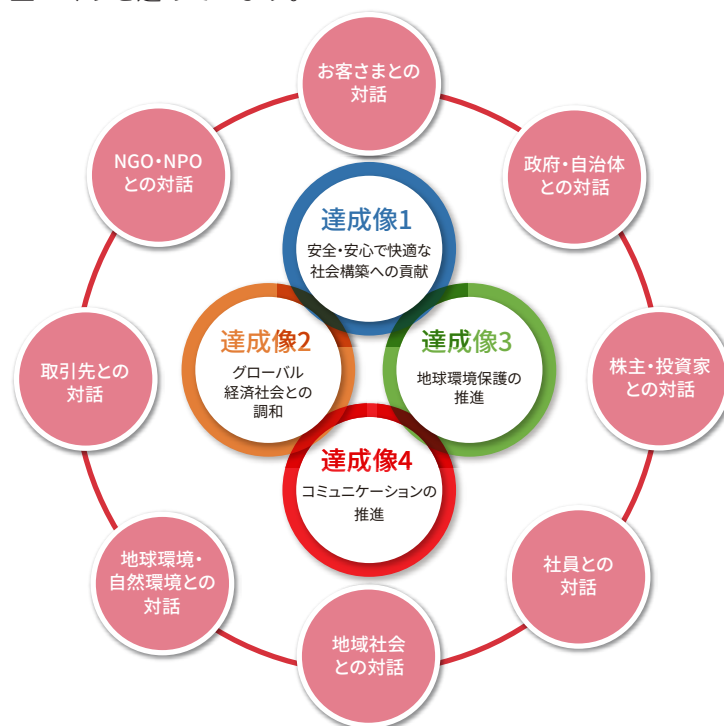 お客さまとの
対話
NGO・NPO
との対話
政府・自治体
との対話
達成像1
安全・安心で快適な
社会構築への貢献
達成像2
グローバル
経済社会との
調和
達成像3
地球環境保護の
推進
取引先との
対話
株主・投資家
との対話
達成像4
コミュニケーションの
推進
地球環境・
自然環境との
対話
社員との
対話
地域社会
との対話